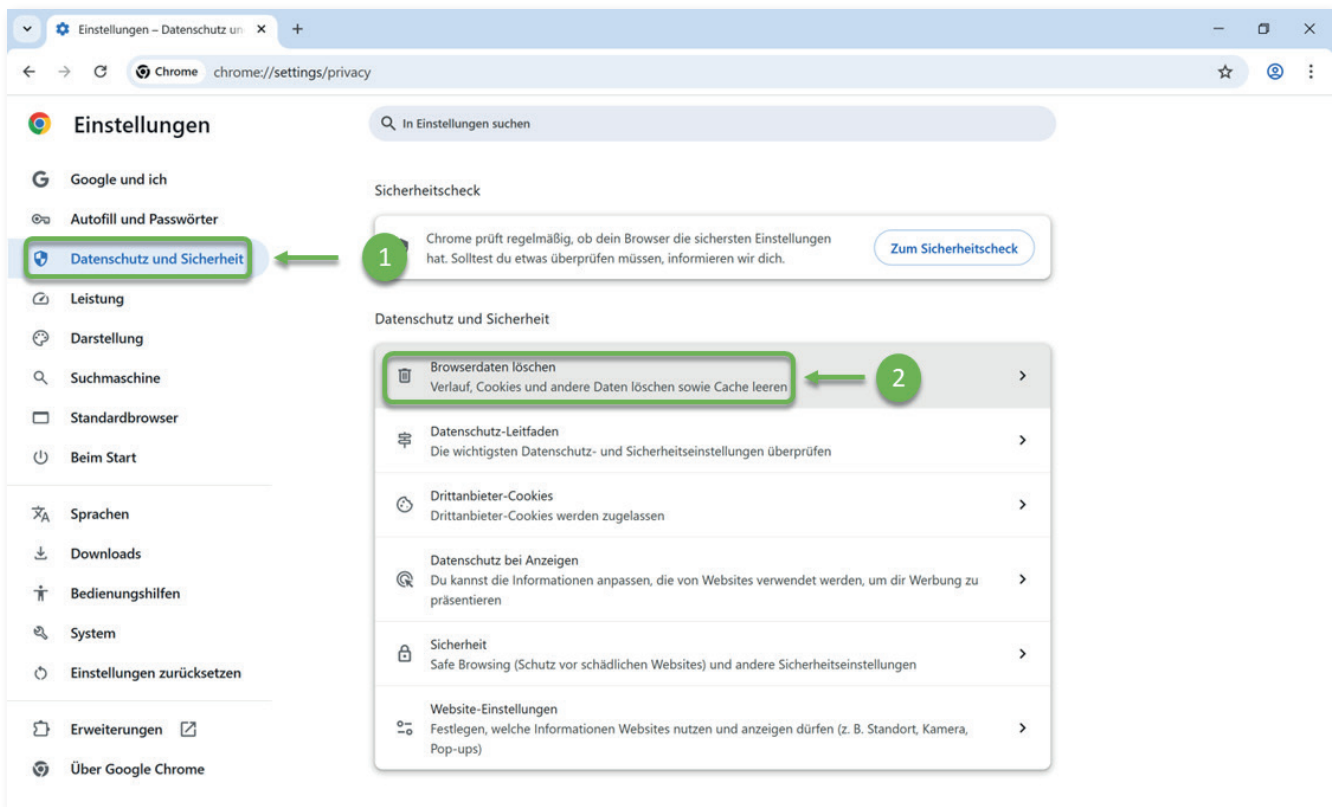 Einstellungen – Datenschutz un
Chrome chrome://settings/privacy
Einstellungen
In Einstellungen suchen
Google und ich
Autofill und Passwörter
Datenschutz und Sicherheit
Leistung
Darstellung
Suchmaschine
Standardbrowser
Beim Start
Sprachen
Downloads
Bedienungshilfen
System
Einstellungen zurücksetzen
Erweiterungen
Über Google Chrome
Sicherheitscheck
1
Chrome prüft regelmäßig, ob dein Browser die sichersten Einstellungen
hat. Solltest du etwas überprüfen müssen, informieren wir dich.
Zum Sicherheitscheck
Datenschutz und Sicherheit
Browserdaten löschen
Verlauf, Cookies und andere Daten löschen sowie Cache leeren
2
Datenschutz-Leitfaden
Die wichtigsten Datenschutz- und Sicherheitseinstellungen überprüfen
Drittanbieter-Cookies
Drittanbieter-Cookies werden zugelassen
Datenschutz bei Anzeigen
Du kannst die Informationen anpassen, die von Websites verwendet werden, um dir Werbung zu
präsentieren
Sicherheit
Safe Browsing (Schutz vor schädlichen Websites) und andere Sicherheitseinstellungen
Website-Einstellungen
Festlegen, welche Informationen Websites nutzen und anzeigen dürfen (z. B. Standort, Kamera,
Pop-ups)